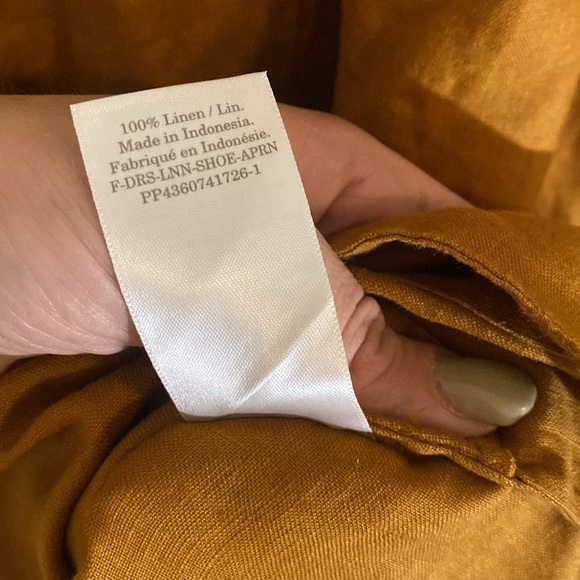 100% Linen / Lin.
Made in Indonesia.
Fabriqué en Indonésie.
F-DRS-LNN-SHOE-APRN
PP4360741726-1